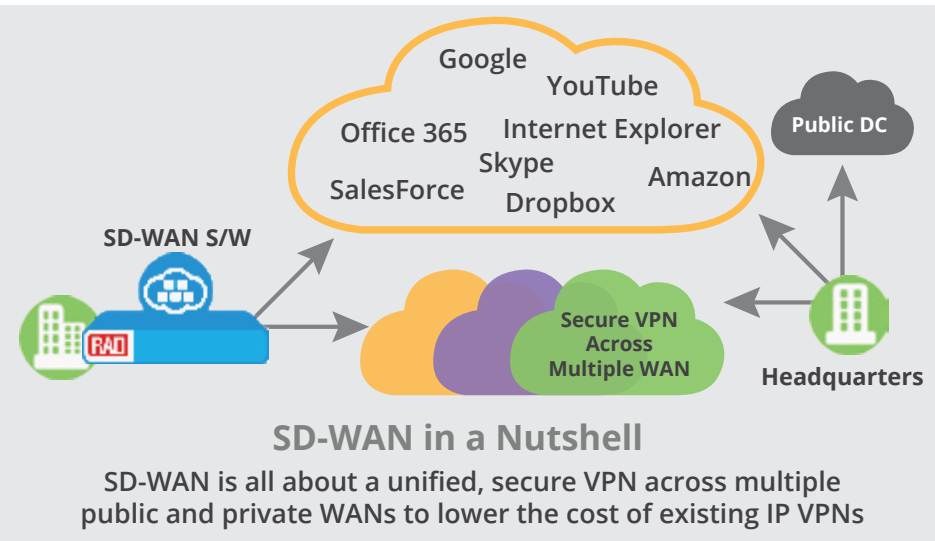 Google
YouTube
Office 365
Internet Explorer
Skype
SalesForce
Amazon
Dropbox
Public DC
SD-WAN S/W
RAD
Secure VPN
Across
Multiple WAN
Headquarters
SD-WAN in a Nutshell
SD-WAN is all about a unified, secure VPN across multiple
public and private WANs to lower the cost of existing IP VPNs